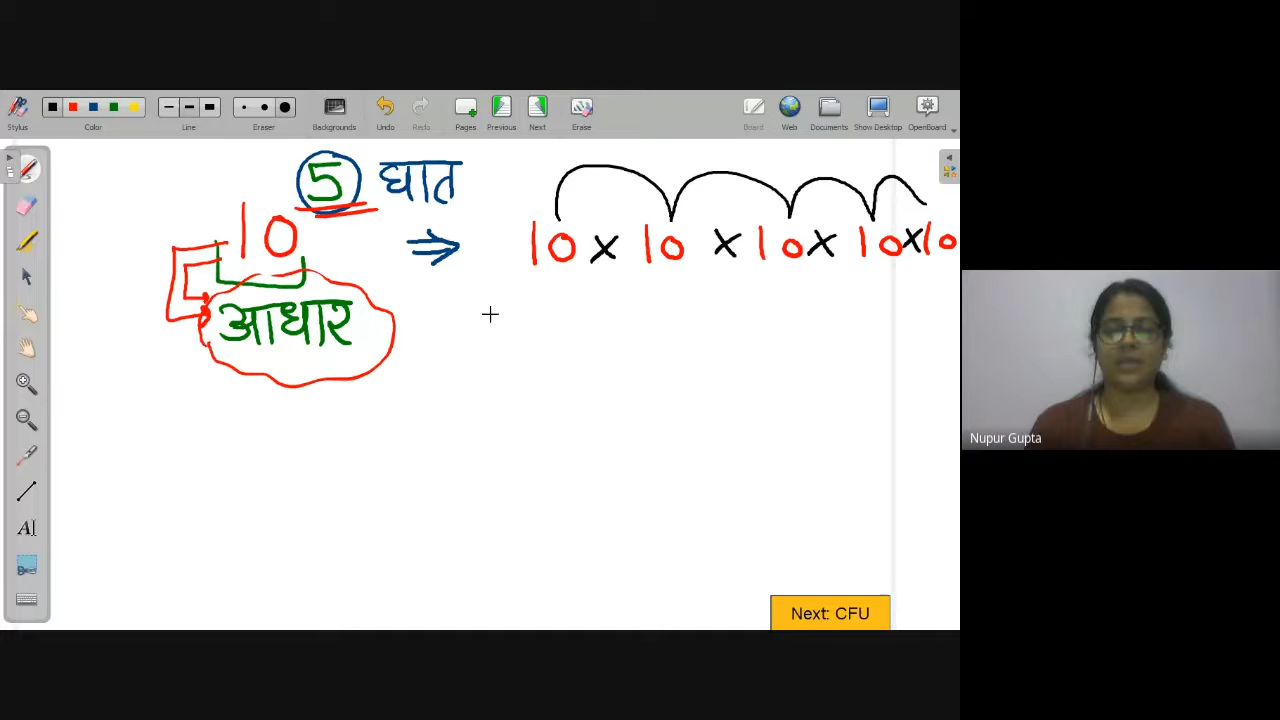 Stylus
Color
Line
Eraser
Backgrounds
Undo
Redo
Pages
Previous
Next
Erase
Board
Web
Documents
Show Desktop
OpenBoard
5 घात
10
⇒ 10 x 10 x 10 x 10 x 10
आधार
A
Nupur Gupta
Next: CFU